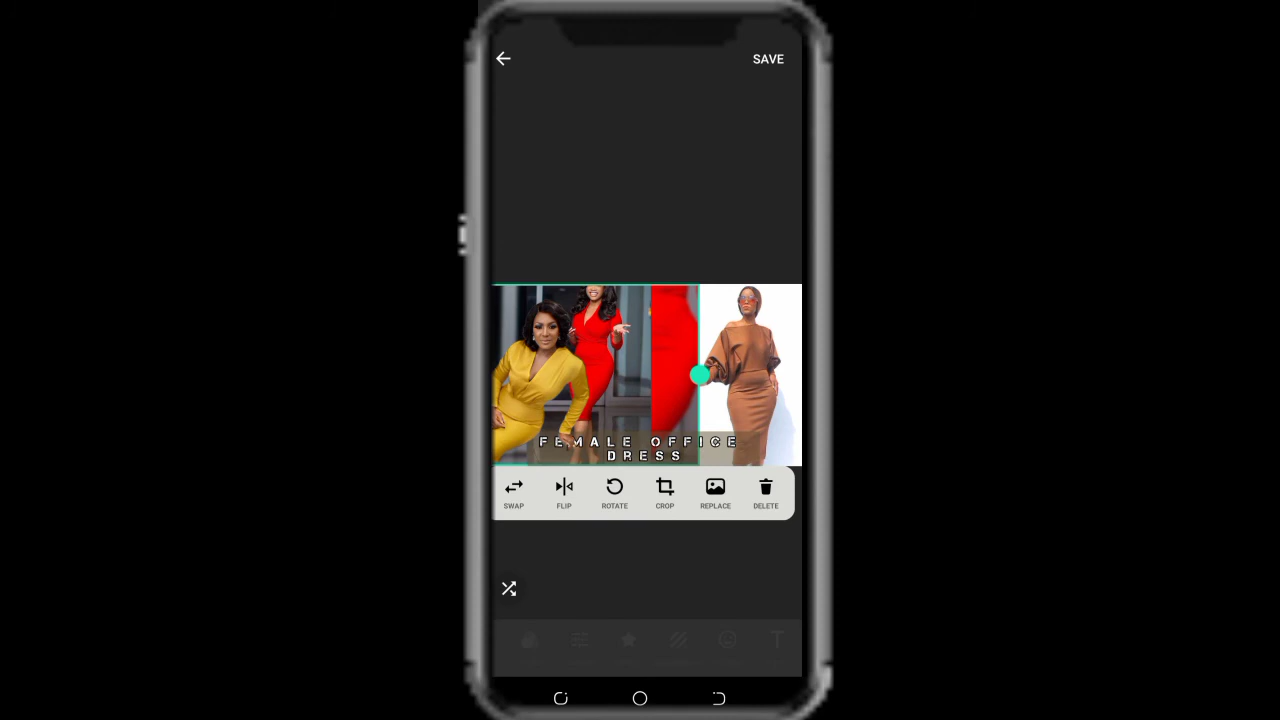 SAVE
FEMALE OFFICE
DRESS
SWAP FLIP ROTATE CROP REPLACE DELETE